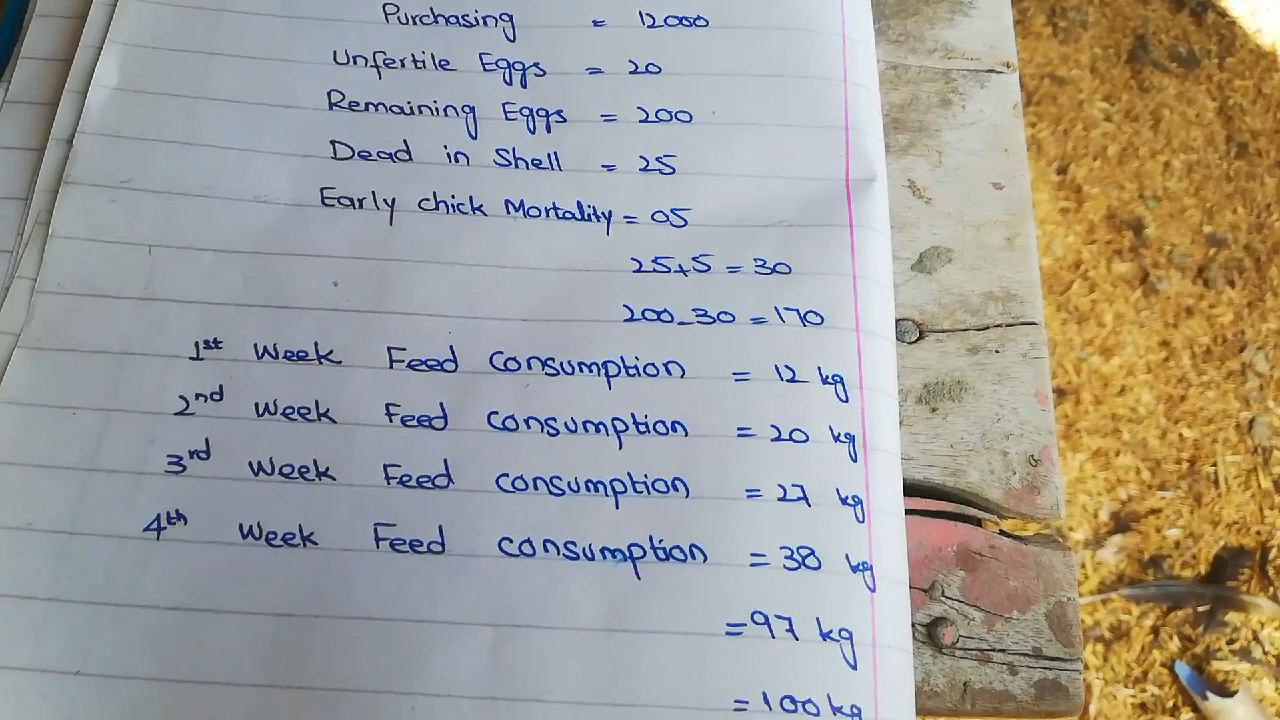 Purchasing = 12000
Unfertile Eggs = 20
Remaining Eggs = 200
Dead in Shell = 25
Early chick Mortality = 05
25+5 = 30
200-30 = 170
1st Week Feed consumption = 12 kg
2nd Week Feed consumption = 20 kg
3rd Week Feed consumption = 27 kg
4th Week Feed consumption = 38 kg
= 97 kg
= 100 kg